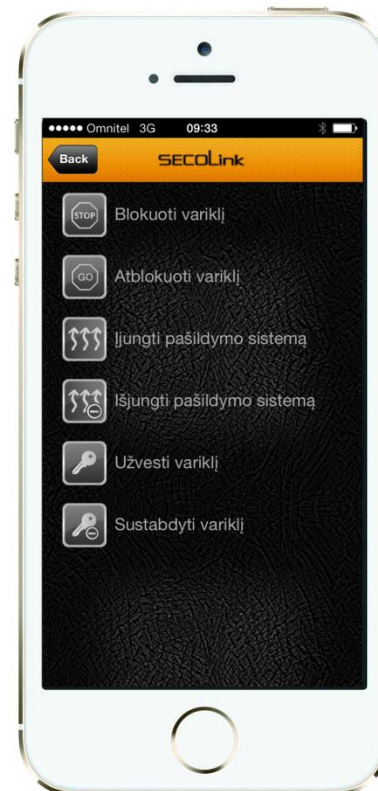 Omnitel 3G 09:33
Back SECOLink
STOP Blokuoti variklį
GO Atblokuoti variklį
Įjungti pašildymo sistemą
Išjungti pašildymo sistemą
Užvesti variklį
Sustabdyti variklį